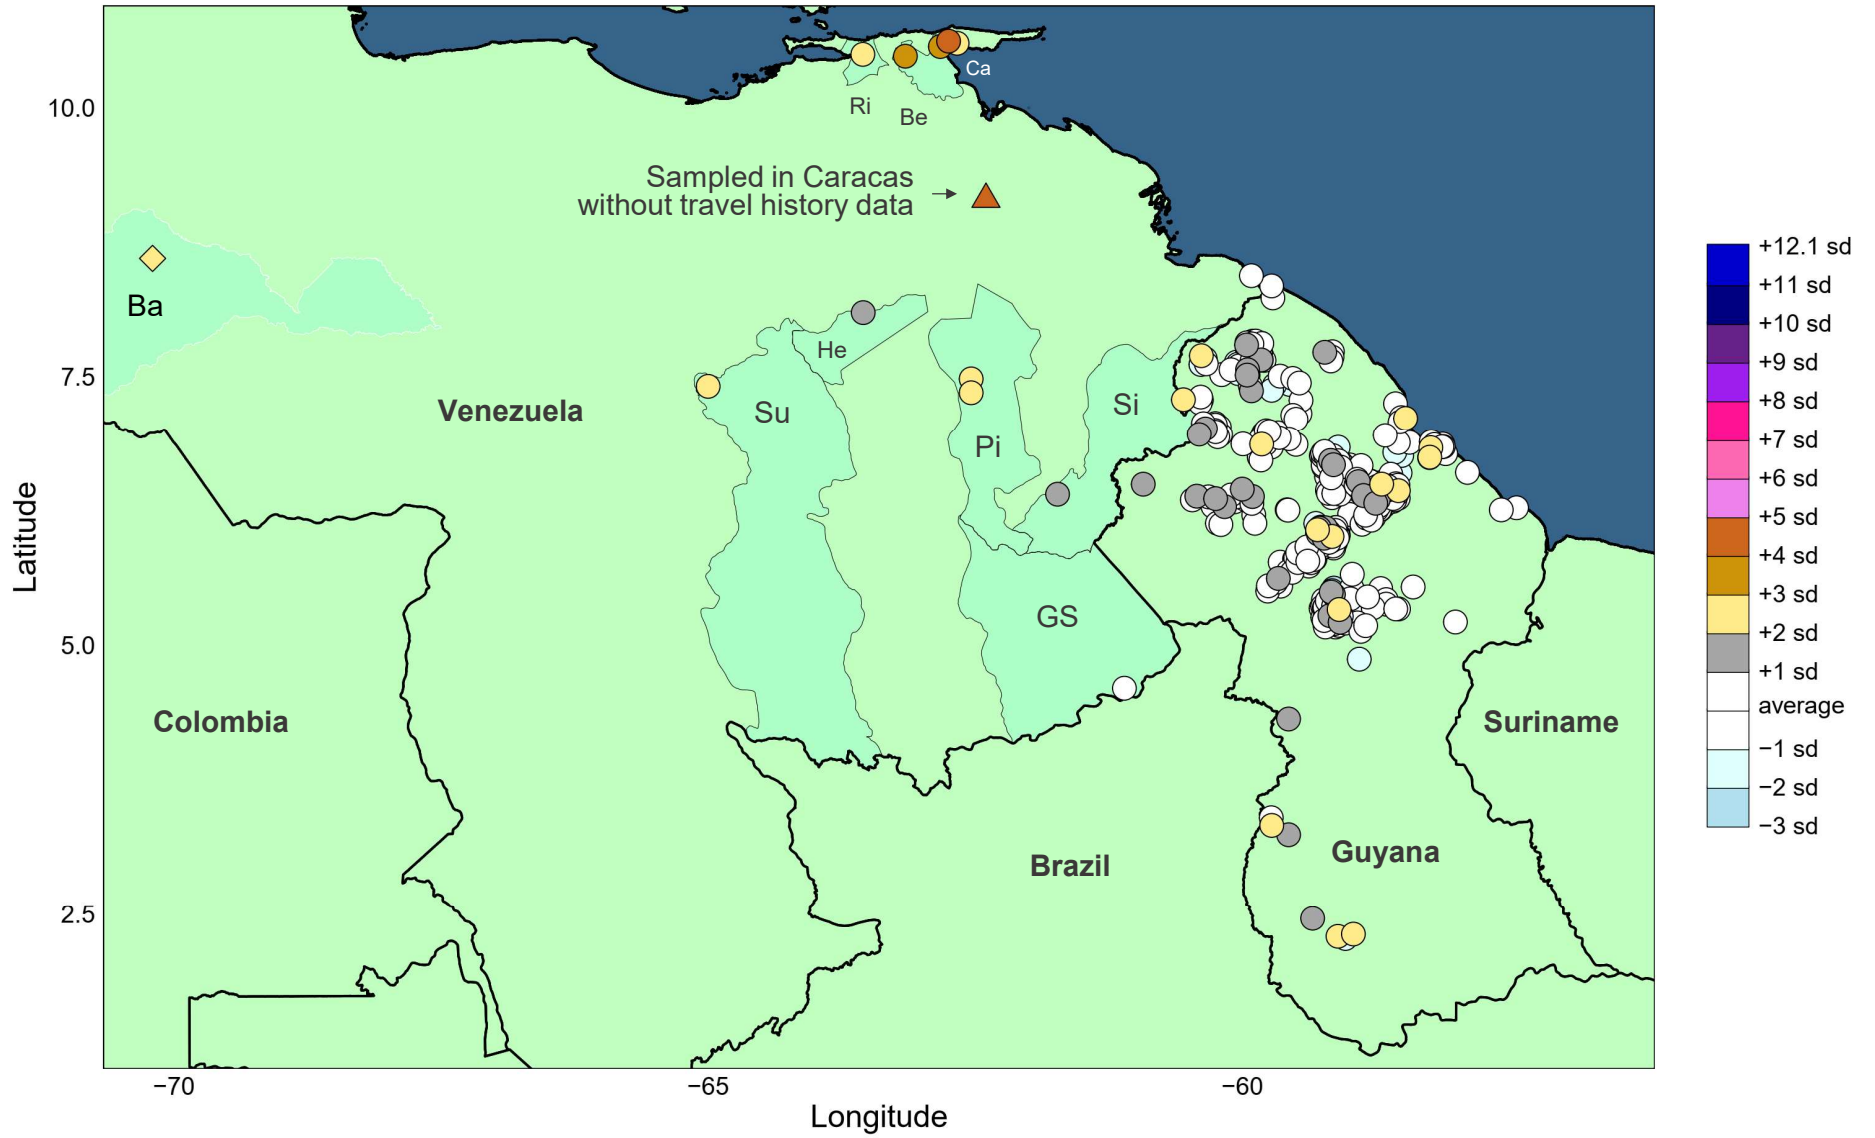 Ca
10.0
Ri
Be
Sampled in Caracas
without travel history data
Ba
He
7.5
Venezuela
Su
Si
Pi
Latitude
GS
5.0
Colombia
Suriname
Brazil
Guyana
2.5
−70
−65
−60
Longitude
+12.1 sd
+11 sd
+10 sd
+9 sd
+8 sd
+7 sd
+6 sd
+5 sd
+4 sd
+3 sd
+2 sd
+1 sd
average
−1 sd
−2 sd
−3 sd